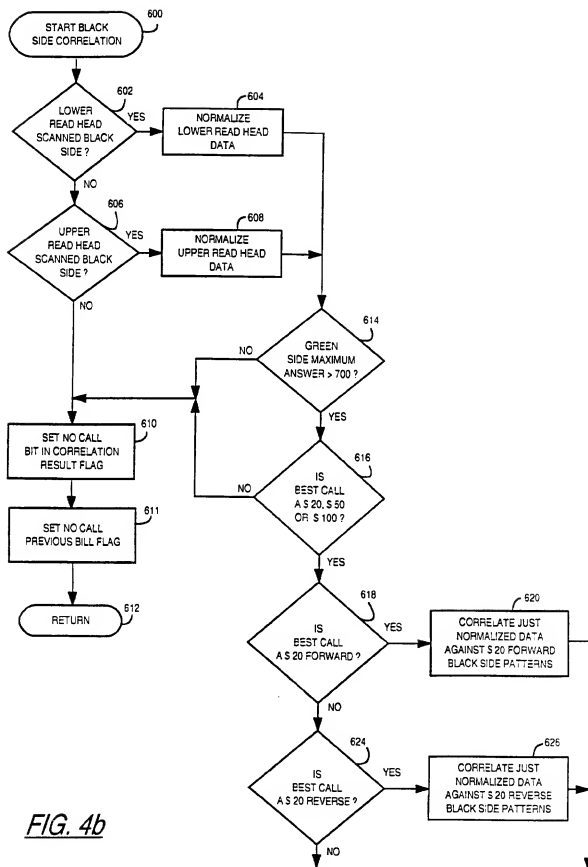 600
START BLACK
SIDE CORRELATION
602
LOWER
READ HEAD
SCANNED BLACK
SIDE ?
YES
NO
604
NORMALIZE
LOWER READ HEAD
DATA
606
UPPER
READ HEAD
SCANNED BLACK
SIDE ?
YES
NO
608
NORMALIZE
UPPER READ HEAD
DATA
614
GREEN
SIDE MAXIMUM
ANSWER > 700 ?
NO
YES
610
SET NO CALL
BIT IN CORRELATION
RESULT FLAG
616
IS
BEST CALL
A $ 20, $ 50
OR $ 100 ?
NO
YES
611
SET NO CALL
PREVIOUS BILL FLAG
RETURN
612
618
IS
BEST CALL
A $ 20 FORWARD ?
YES
NO
620
CORRELATE JUST
NORMALIZED DATA
AGAINST $ 20 FORWARD
BLACK SIDE PATTERNS
624
IS
BEST CALL
A $ 20 REVERSE ?
YES
NO
626
CORRELATE JUST
NORMALIZED DATA
AGAINST $ 20 REVERSE
BLACK SIDE PATTERNS
FIG. 4b